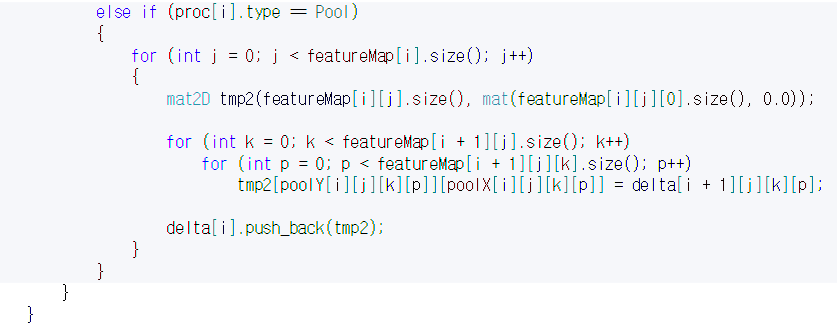 else if (proc[i].type == Pool)
{
for (int j = 0; j < featureMap[i].size(); j++)
{
mat2D tmp2(featureMap[i][j].size(), mat(featureMap[i][j][0].size(), 0.0));
for (int k = 0; k < featureMap[i + 1][j].size(); k++)
for (int p = 0; p < featureMap[i + 1][j][k].size(); p++)
tmp2[poolY[i][j][k][p]][poolX[i][j][k][p]] = delta[i + 1][j][k][p];
delta[i].push_back(tmp2);
}
}
}
}